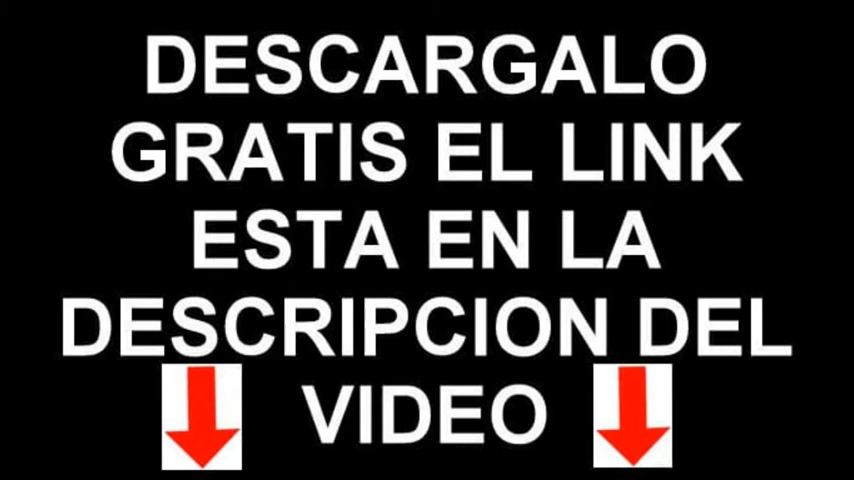 DESCARGALO
GRATIS EL LINK
ESTA EN LA
DESCRIPCION DEL
VIDEO